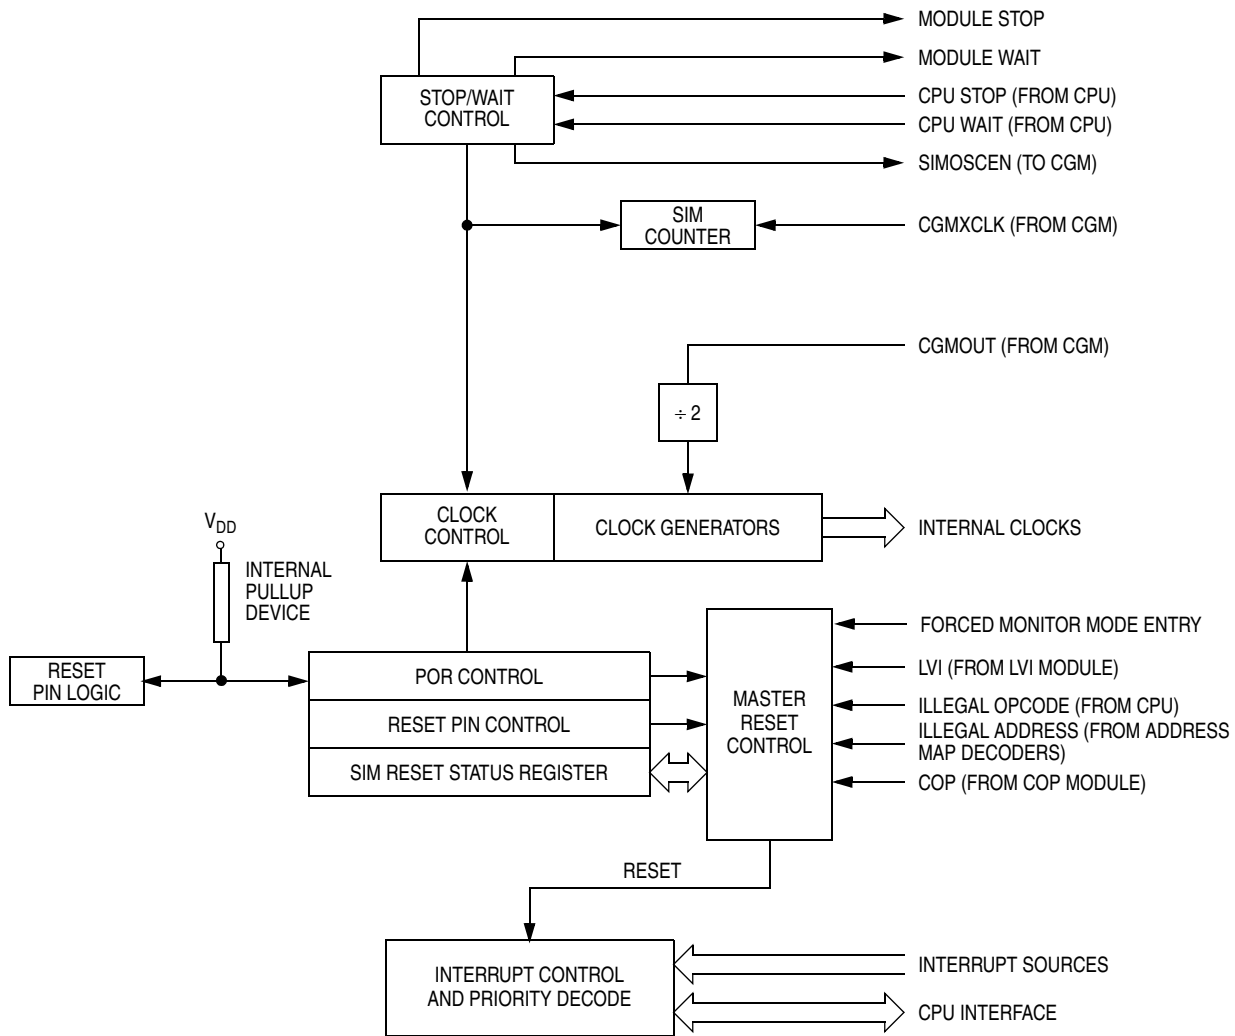 MODULE STOP
MODULE WAIT
STOP/WAIT
CONTROL
CPU STOP (FROM CPU)
CPU WAIT (FROM CPU)
SIMOSCEN (TO CGM)
SIM
COUNTER
CGMXCLK (FROM CGM)
CGMOUT (FROM CGM)
÷ 2
CLOCK
CONTROL
CLOCK GENERATORS
INTERNAL CLOCKS
VDD
INTERNAL
PULLUP
DEVICE
RESET
PIN LOGIC
POR CONTROL
RESET PIN CONTROL
SIM RESET STATUS REGISTER
MASTER
RESET
CONTROL
FORCED MONITOR MODE ENTRY
LVI (FROM LVI MODULE)
ILLEGAL OPCODE (FROM CPU)
ILLEGAL ADDRESS (FROM ADDRESS
MAP DECODERS)
COP (FROM COP MODULE)
RESET
INTERRUPT CONTROL
AND PRIORITY DECODE
INTERRUPT SOURCES
CPU INTERFACE